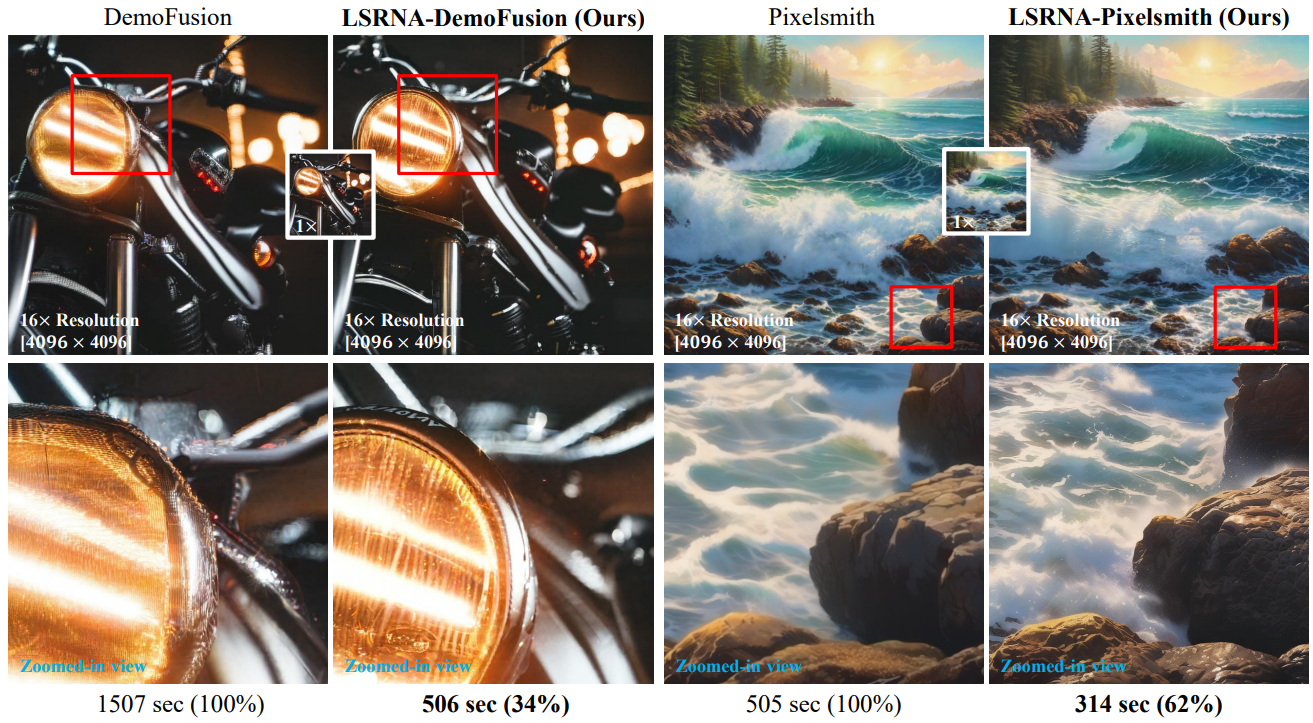 DemoFusion
LSRNA-DemoFusion (Ours)
Pixelsmith
LSRNA-Pixelsmith (Ours)
1×
1×
16× Resolution
[4096 × 4096]
16× Resolution
[4096 × 4096]
16× Resolution
[4096 × 4096]
16× Resolution
[4096 × 4096]
Zoomed-in view
Zoomed-in view
Zoomed-in view
Zoomed-in view
1507 sec (100%)
506 sec (34%)
505 sec (100%)
314 sec (62%)